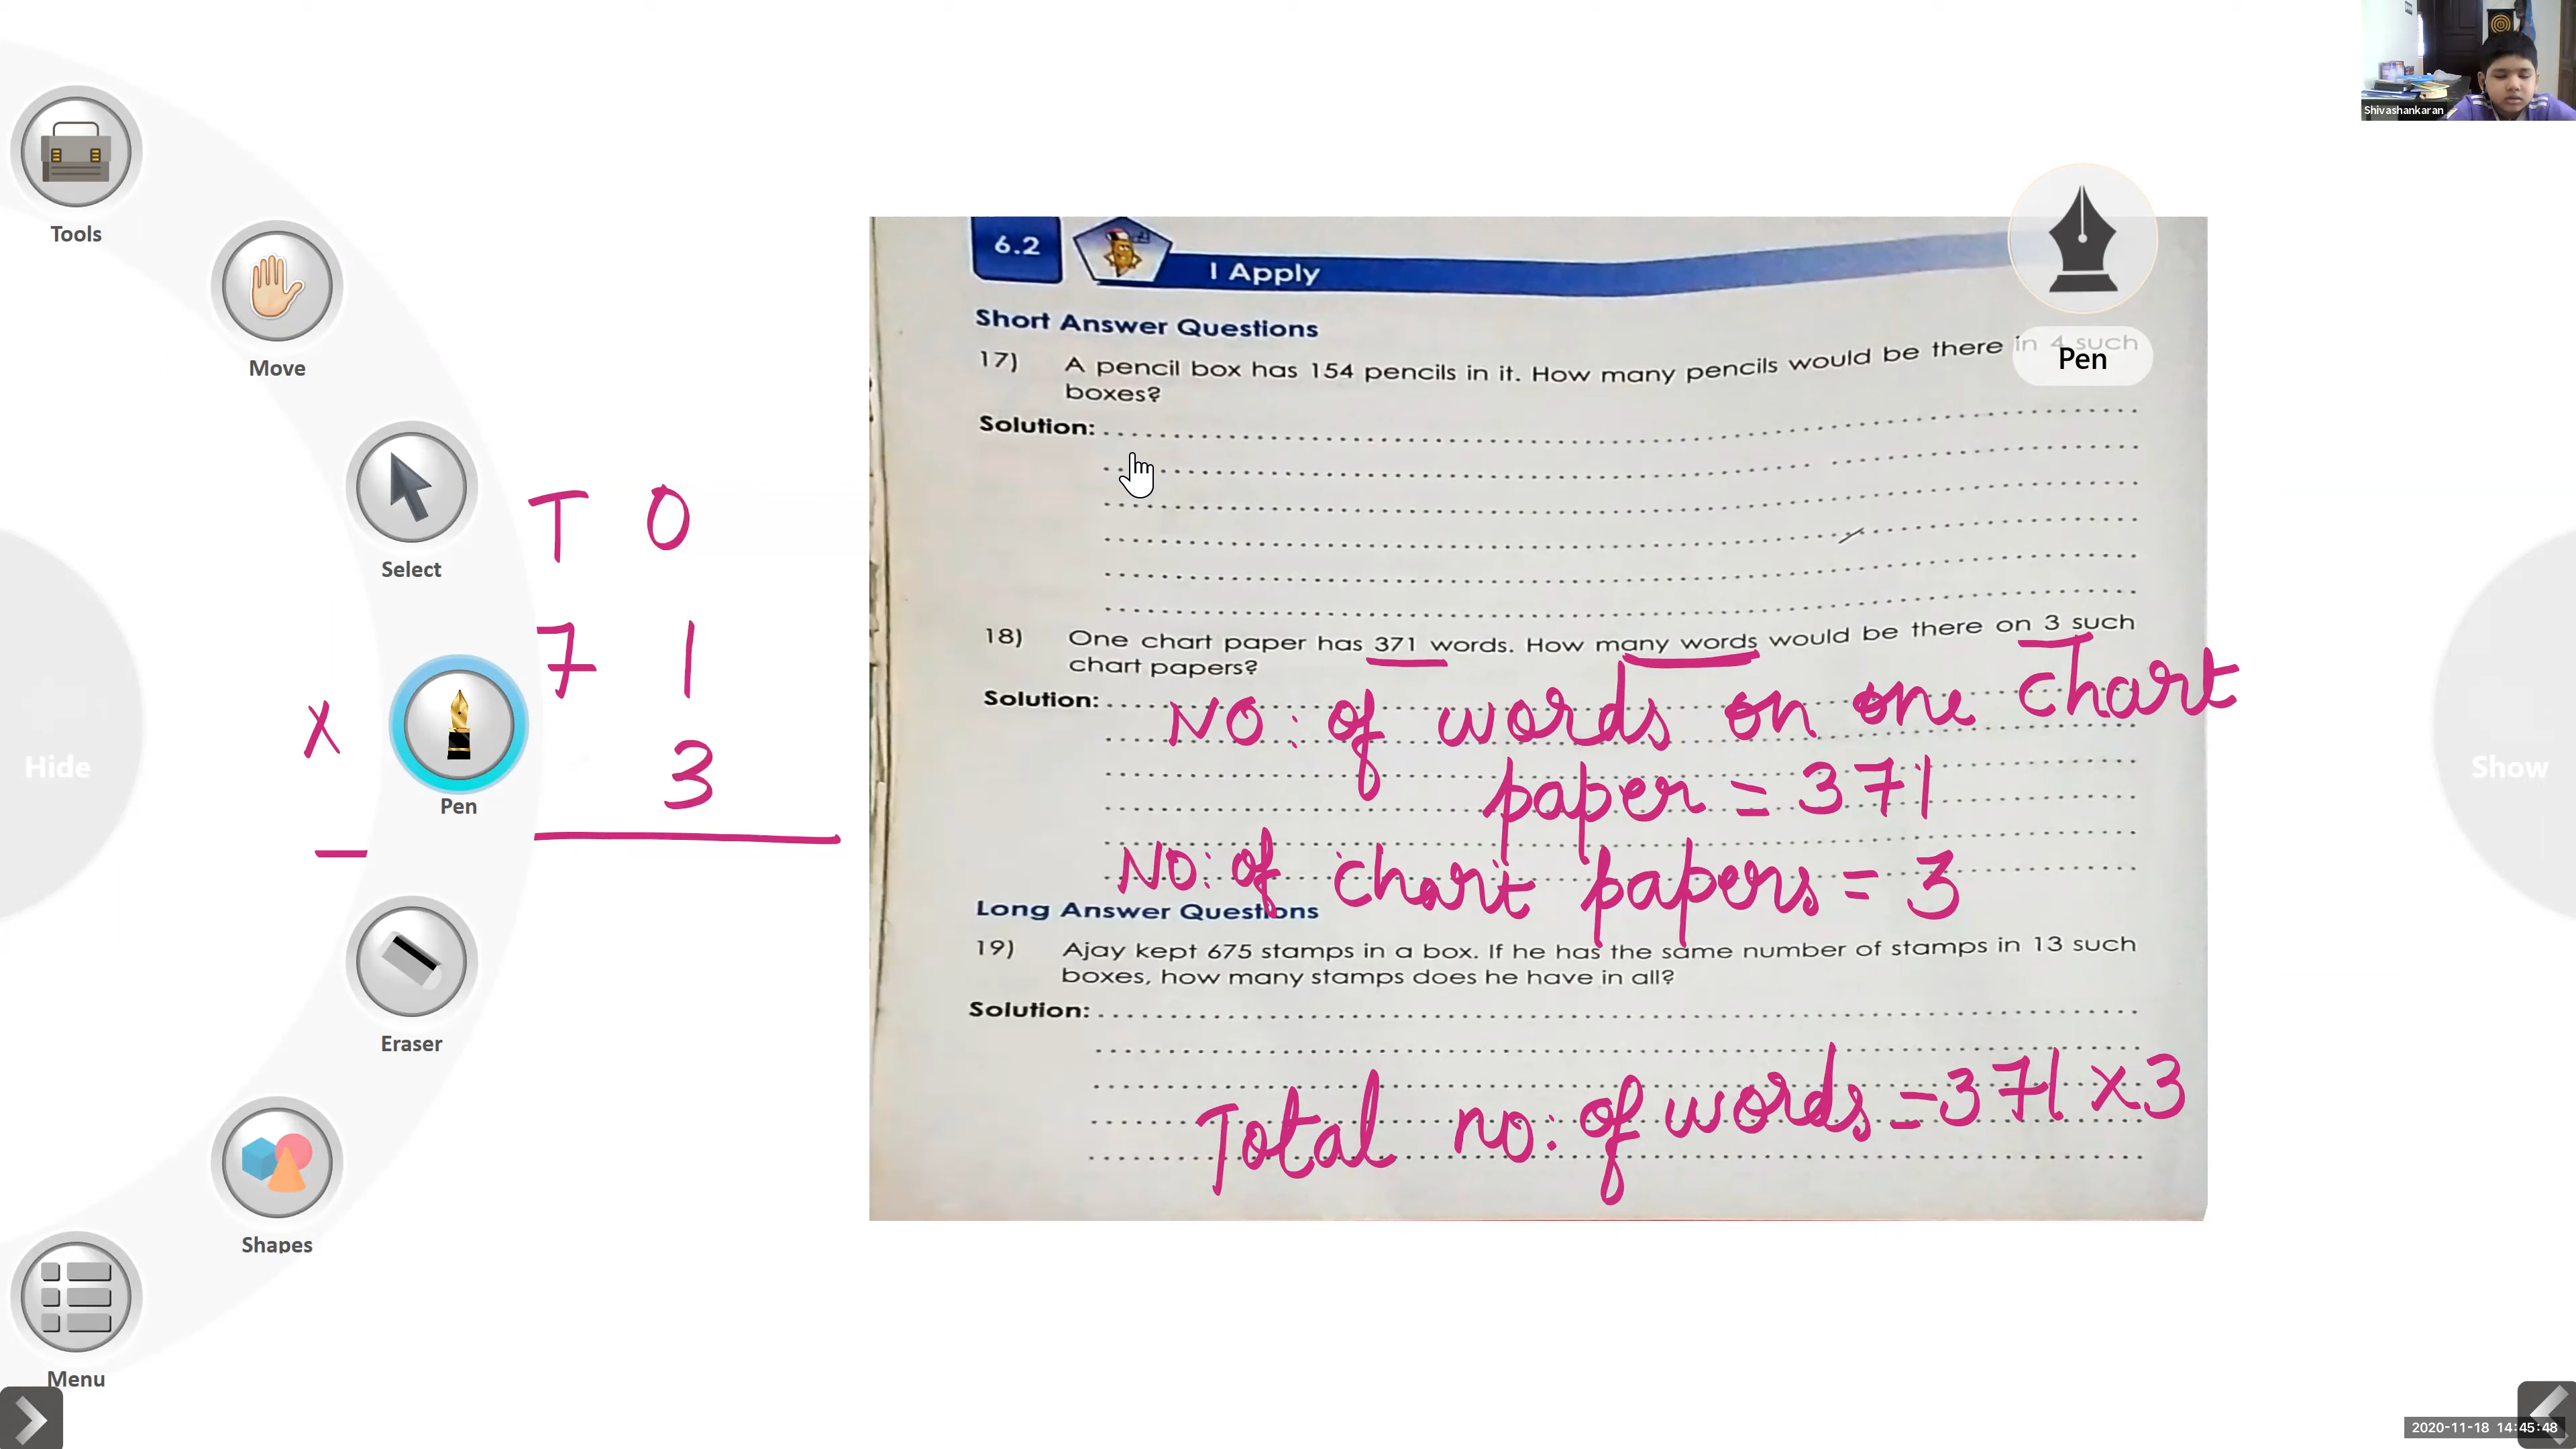 Shivashankaran
Tools
Move
Select
Pen
Eraser
Shapes
Menu
Hide
Show
Pen
T O
7 1
x 3
6.2
I Apply
Short Answer Questions
17) A pencil box has 154 pencils in it. How many pencils would be there in 4 such
boxes?
Solution:
18) One chart paper has 371 words. How many words would be there on 3 such
chart papers?
Solution:
NO: of words on one chart
paper = 371
NO: of chart papers = 3
Long Answer Questions
19) Ajay kept 675 stamps in a box. If he has the same number of stamps in 13 such
boxes, how many stamps does he have in all?
Solution:
Total no: of words = 371 x 3
2020-11-18 14:45:48